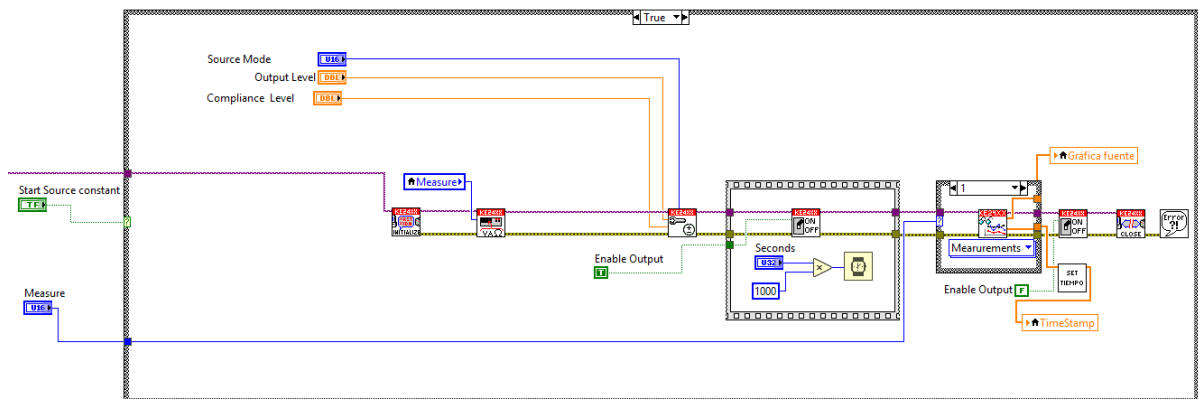 True
Source Mode
U16
Output Level
DBL
Compliance Level
DBL
Gráfica fuente
Start Source constant
TF
Measure
1
KE24XX
INITIALIZE
KE24XX
VAΩ
KE24XX
KE24XX
ON
OFF
KE24XX
KE24XX
ON
OFF
KE24XX
CLOSE
Error
?!
Enable Output
T
Seconds
U32
1000
Mearurements
Enable Output
F
SET
TIEMPO
TimeStamp
Measure
U16